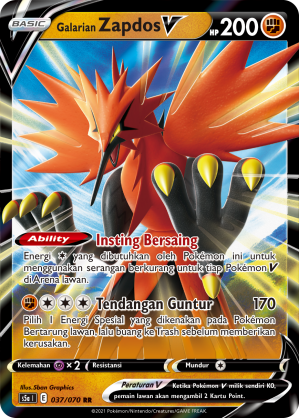 BASIC Galarian Zapdos V HP 200
Ability Insting Bersaing
Energi yang dibutuhkan oleh Pokémon ini untuk
menggunakan serangan berkurang untuk tiap Pokémon V
di Arena lawan.
Tendangan Guntur 170
Pilih 1 Energi Spesial yang dikenakan pada Pokémon
Bertarung lawan, lalu buang ke Trash sebelum memberikan
kerusakan.
Kelemahan ×2 Resistansi Mundur
Illus. 5ban Graphics
Peraturan V Ketika Pokémon V milik sendiri KO,
pemain lawan akan mengambil 2 Kartu Point.
s5a I E 037/070 RR
©2021 Pokémon/Nintendo/Creatures/GAME FREAK.